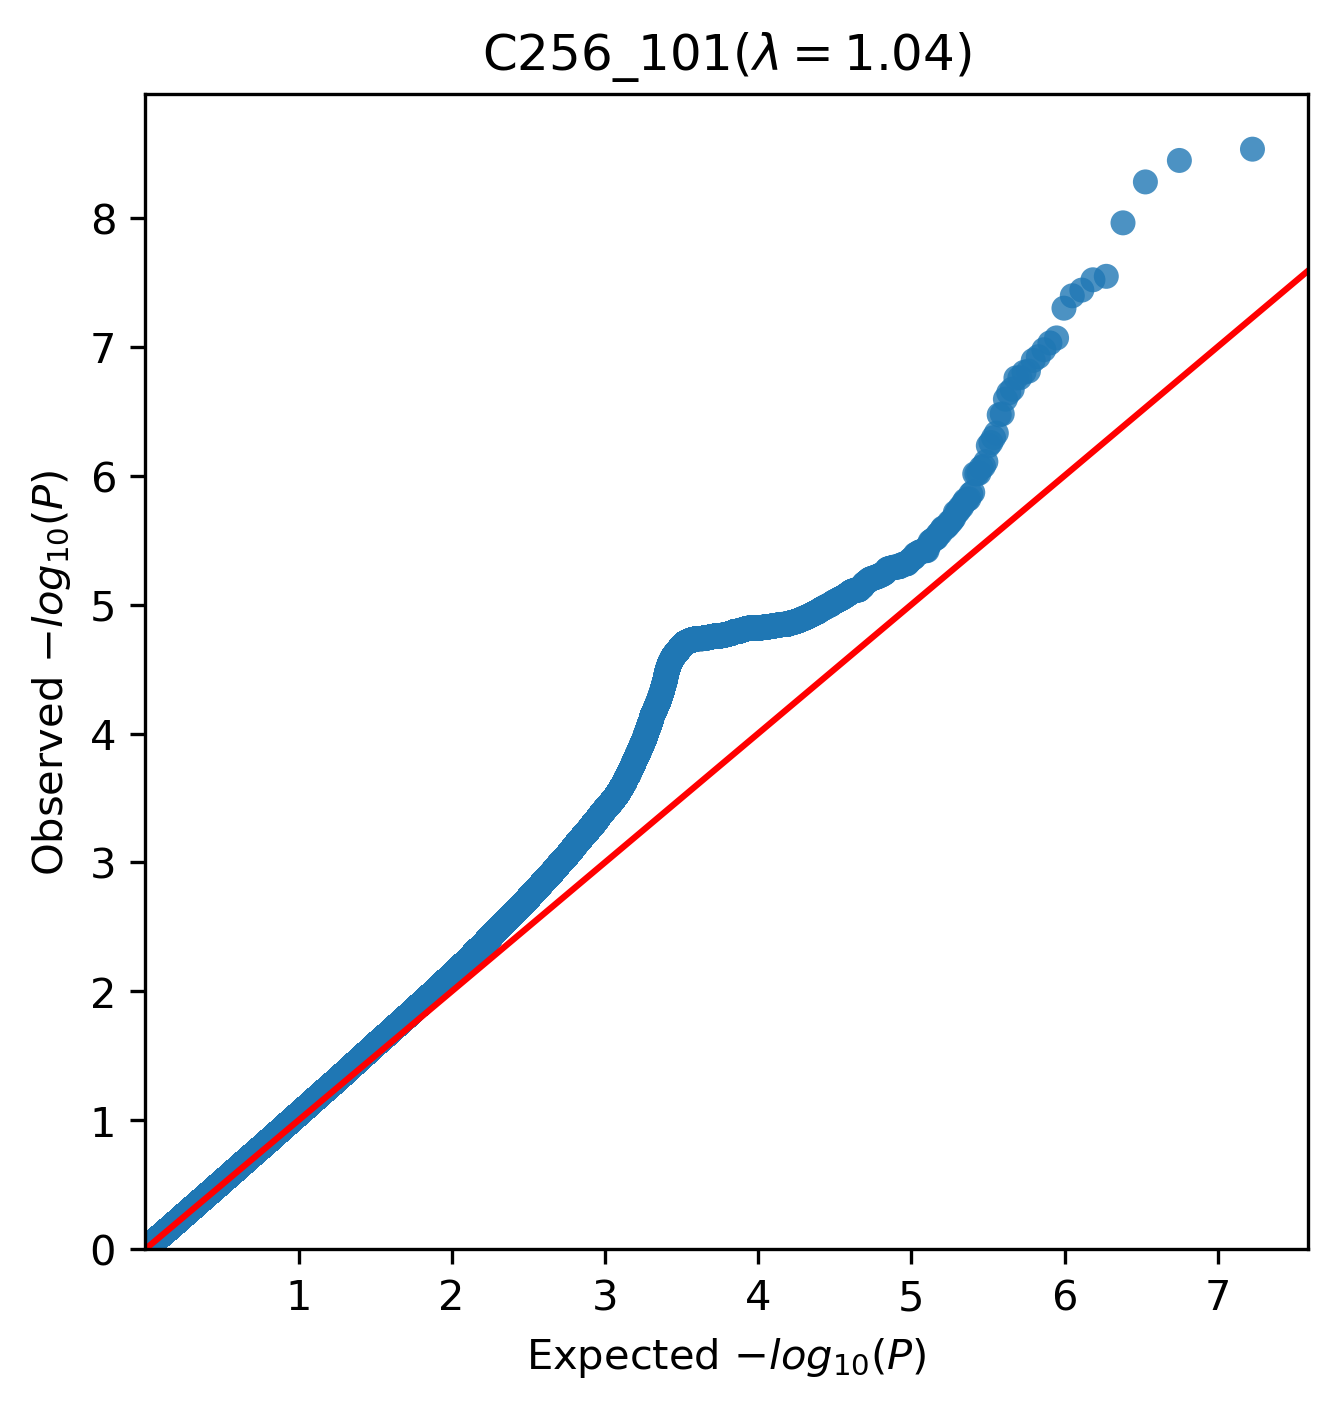 C256_101(λ = 1.04)
Observed −log₁₀(P)
8
7
6
5
4
3
2
1
0
1 2 3 4 5 6 7
Expected −log₁₀(P)